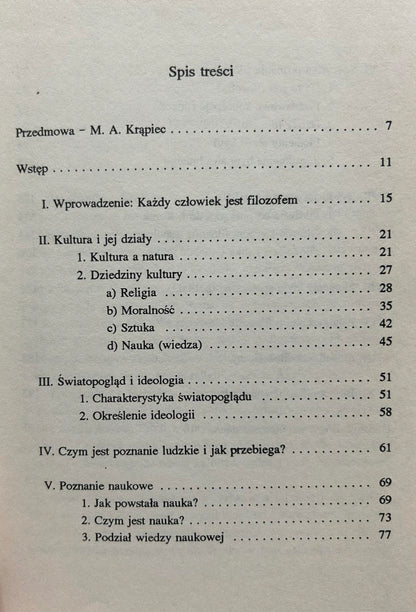 Spis treści
Przedmowa – M. A. Krąpiec . . . . . . . . . . . . . . . . . . . . . . . . . . 7
Wstęp . . . . . . . . . . . . . . . . . . . . . . . . . . . . . . . . . . . . . . . . 11
I. Wprowadzenie: Każdy człowiek jest filozofem . . . . . . . . . 15
II. Kultura i jej działy . . . . . . . . . . . . . . . . . . . . . . . . . . . 21
1. Kultura a natura . . . . . . . . . . . . . . . . . . . . . . . . . 21
2. Dziedziny kultury . . . . . . . . . . . . . . . . . . . . . . . . 27
a) Religia . . . . . . . . . . . . . . . . . . . . . . . . . . . . 28
b) Moralność . . . . . . . . . . . . . . . . . . . . . . . . . . 35
c) Sztuka . . . . . . . . . . . . . . . . . . . . . . . . . . . . 42
d) Nauka (wiedza) . . . . . . . . . . . . . . . . . . . . . . . 45
III. Światopogląd i ideologia . . . . . . . . . . . . . . . . . . . . . . . 51
1. Charakterystyka światopoglądu . . . . . . . . . . . . . . . 51
2. Określenie ideologii . . . . . . . . . . . . . . . . . . . . . . 58
IV. Czym jest poznanie ludzkie i jak przebiega? . . . . . . . . . . 61
V. Poznanie naukowe . . . . . . . . . . . . . . . . . . . . . . . . . . . 69
1. Jak powstała nauka? . . . . . . . . . . . . . . . . . . . . . . 69
2. Czym jest nauka? . . . . . . . . . . . . . . . . . . . . . . . . 73
3. Podział wiedzy naukowej . . . . . . . . . . . . . . . . . . . 77